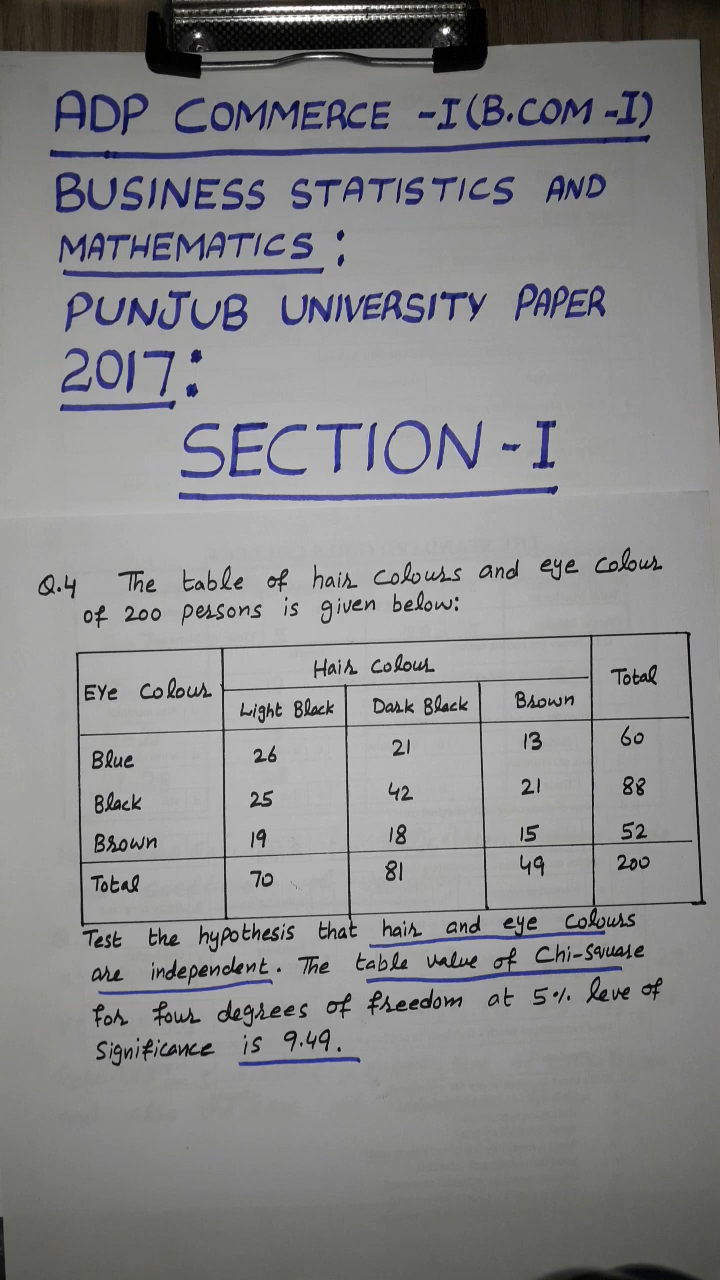 ADP COMMERCE -I(B.COM -I)
BUSINESS STATISTICS AND
MATHEMATICS :
PUNJUB UNIVERSITY PAPER
2017:
SECTION - I
Q.4 The table of hair colours and eye colour
of 200 persons is given below:
EYe Colour Hair Colour Total
Light Black Dark Black Brown
Blue 26 21 13 60
Black 25 42 21 88
Brown 19 18 15 52
Total 70 81 49 200
Test the hypothesis that hair and eye colours
are independent. The table value of Chi-Square
for four degrees of freedom at 5% leve of
Significance is 9.49.